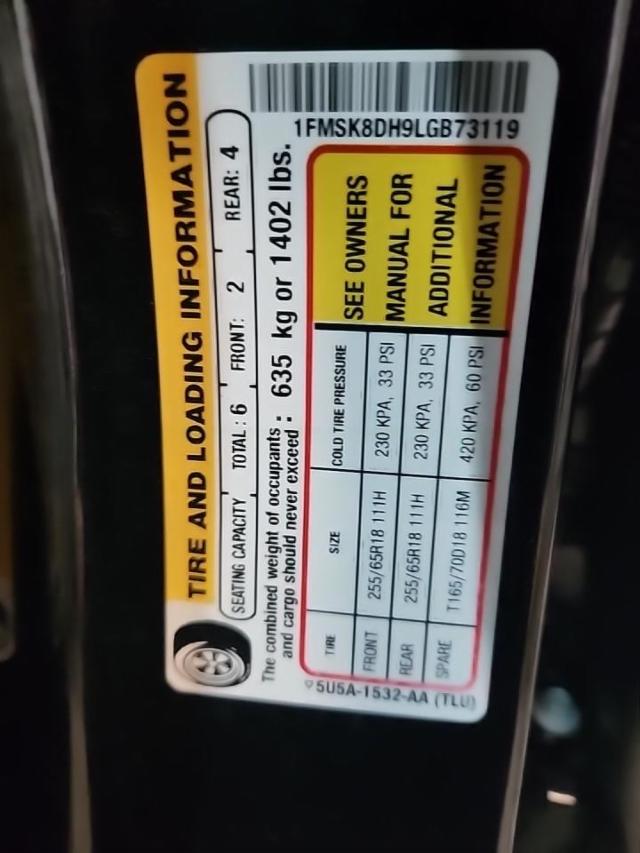 TIRE AND LOADING INFORMATION
SEATING CAPACITY TOTAL : 6 FRONT: 2 REAR: 4
The combined weight of occupants
and cargo should never exceed : 635 kg or 1402 lbs.
TIRE SIZE COLD TIRE PRESSURE
FRONT 255/65R18 111H 230 KPA, 33 PSI
REAR 255/65R18 111H 230 KPA, 33 PSI
SPARE T165/70D18 116M 420 KPA, 60 PSI
SEE OWNERS
MANUAL FOR
ADDITIONAL
INFORMATION
5U5A-1532-AA (TLU)
1FMSK8DH9LGB73119